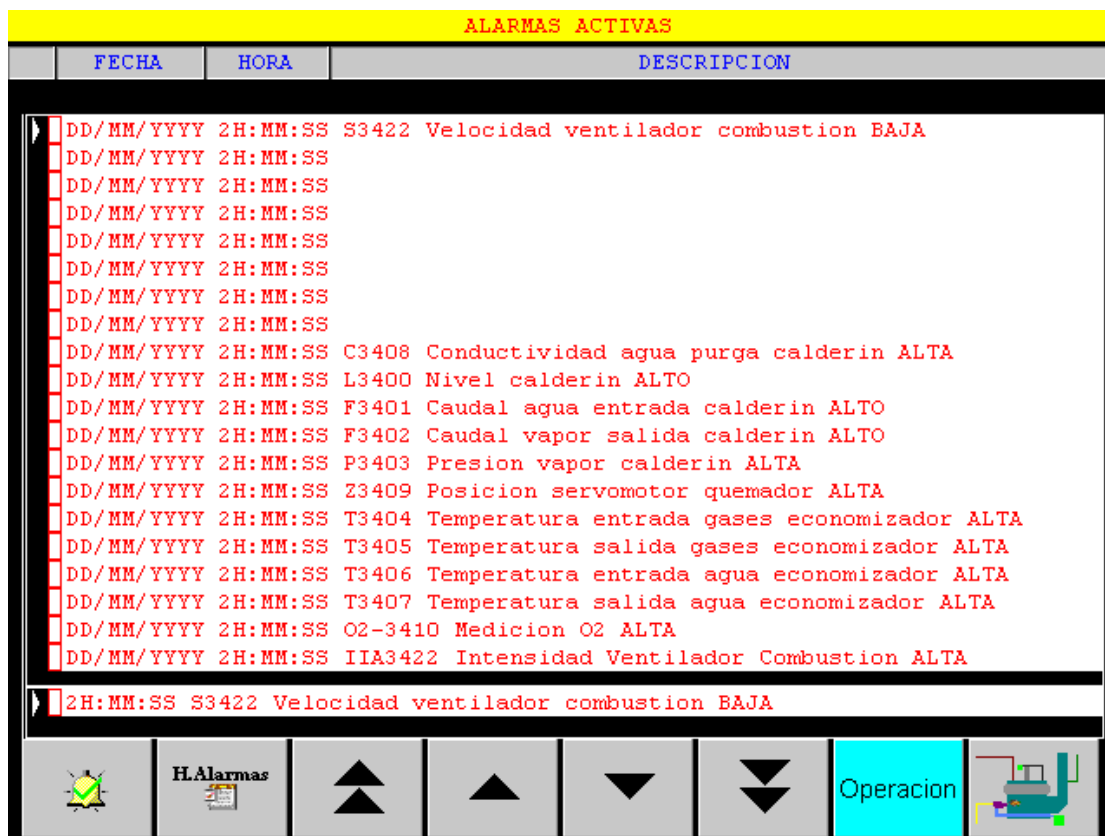 ALARMAS ACTIVAS
FECHA HORA DESCRIPCION
DD/MM/YYYY 2H:MM:SS S3422 Velocidad ventilador combustion BAJA
DD/MM/YYYY 2H:MM:SS
DD/MM/YYYY 2H:MM:SS
DD/MM/YYYY 2H:MM:SS
DD/MM/YYYY 2H:MM:SS
DD/MM/YYYY 2H:MM:SS
DD/MM/YYYY 2H:MM:SS
DD/MM/YYYY 2H:MM:SS
DD/MM/YYYY 2H:MM:SS C3408 Conductividad agua purga calderin ALTA
DD/MM/YYYY 2H:MM:SS L3400 Nivel calderin ALTO
DD/MM/YYYY 2H:MM:SS F3401 Caudal agua entrada calderin ALTO
DD/MM/YYYY 2H:MM:SS F3402 Caudal vapor salida calderin ALTO
DD/MM/YYYY 2H:MM:SS P3403 Presion vapor calderin ALTA
DD/MM/YYYY 2H:MM:SS Z3409 Posicion servomotor quemador ALTA
DD/MM/YYYY 2H:MM:SS T3404 Temperatura entrada gases economizador ALTA
DD/MM/YYYY 2H:MM:SS T3405 Temperatura salida gases economizador ALTA
DD/MM/YYYY 2H:MM:SS T3406 Temperatura entrada agua economizador ALTA
DD/MM/YYYY 2H:MM:SS T3407 Temperatura salida agua economizador ALTA
DD/MM/YYYY 2H:MM:SS O2-3410 Medicion O2 ALTA
DD/MM/YYYY 2H:MM:SS IIA3422 Intensidad Ventilador Combustion ALTA
2H:MM:SS S3422 Velocidad ventilador combustion BAJA
H.Alarmas
Operacion